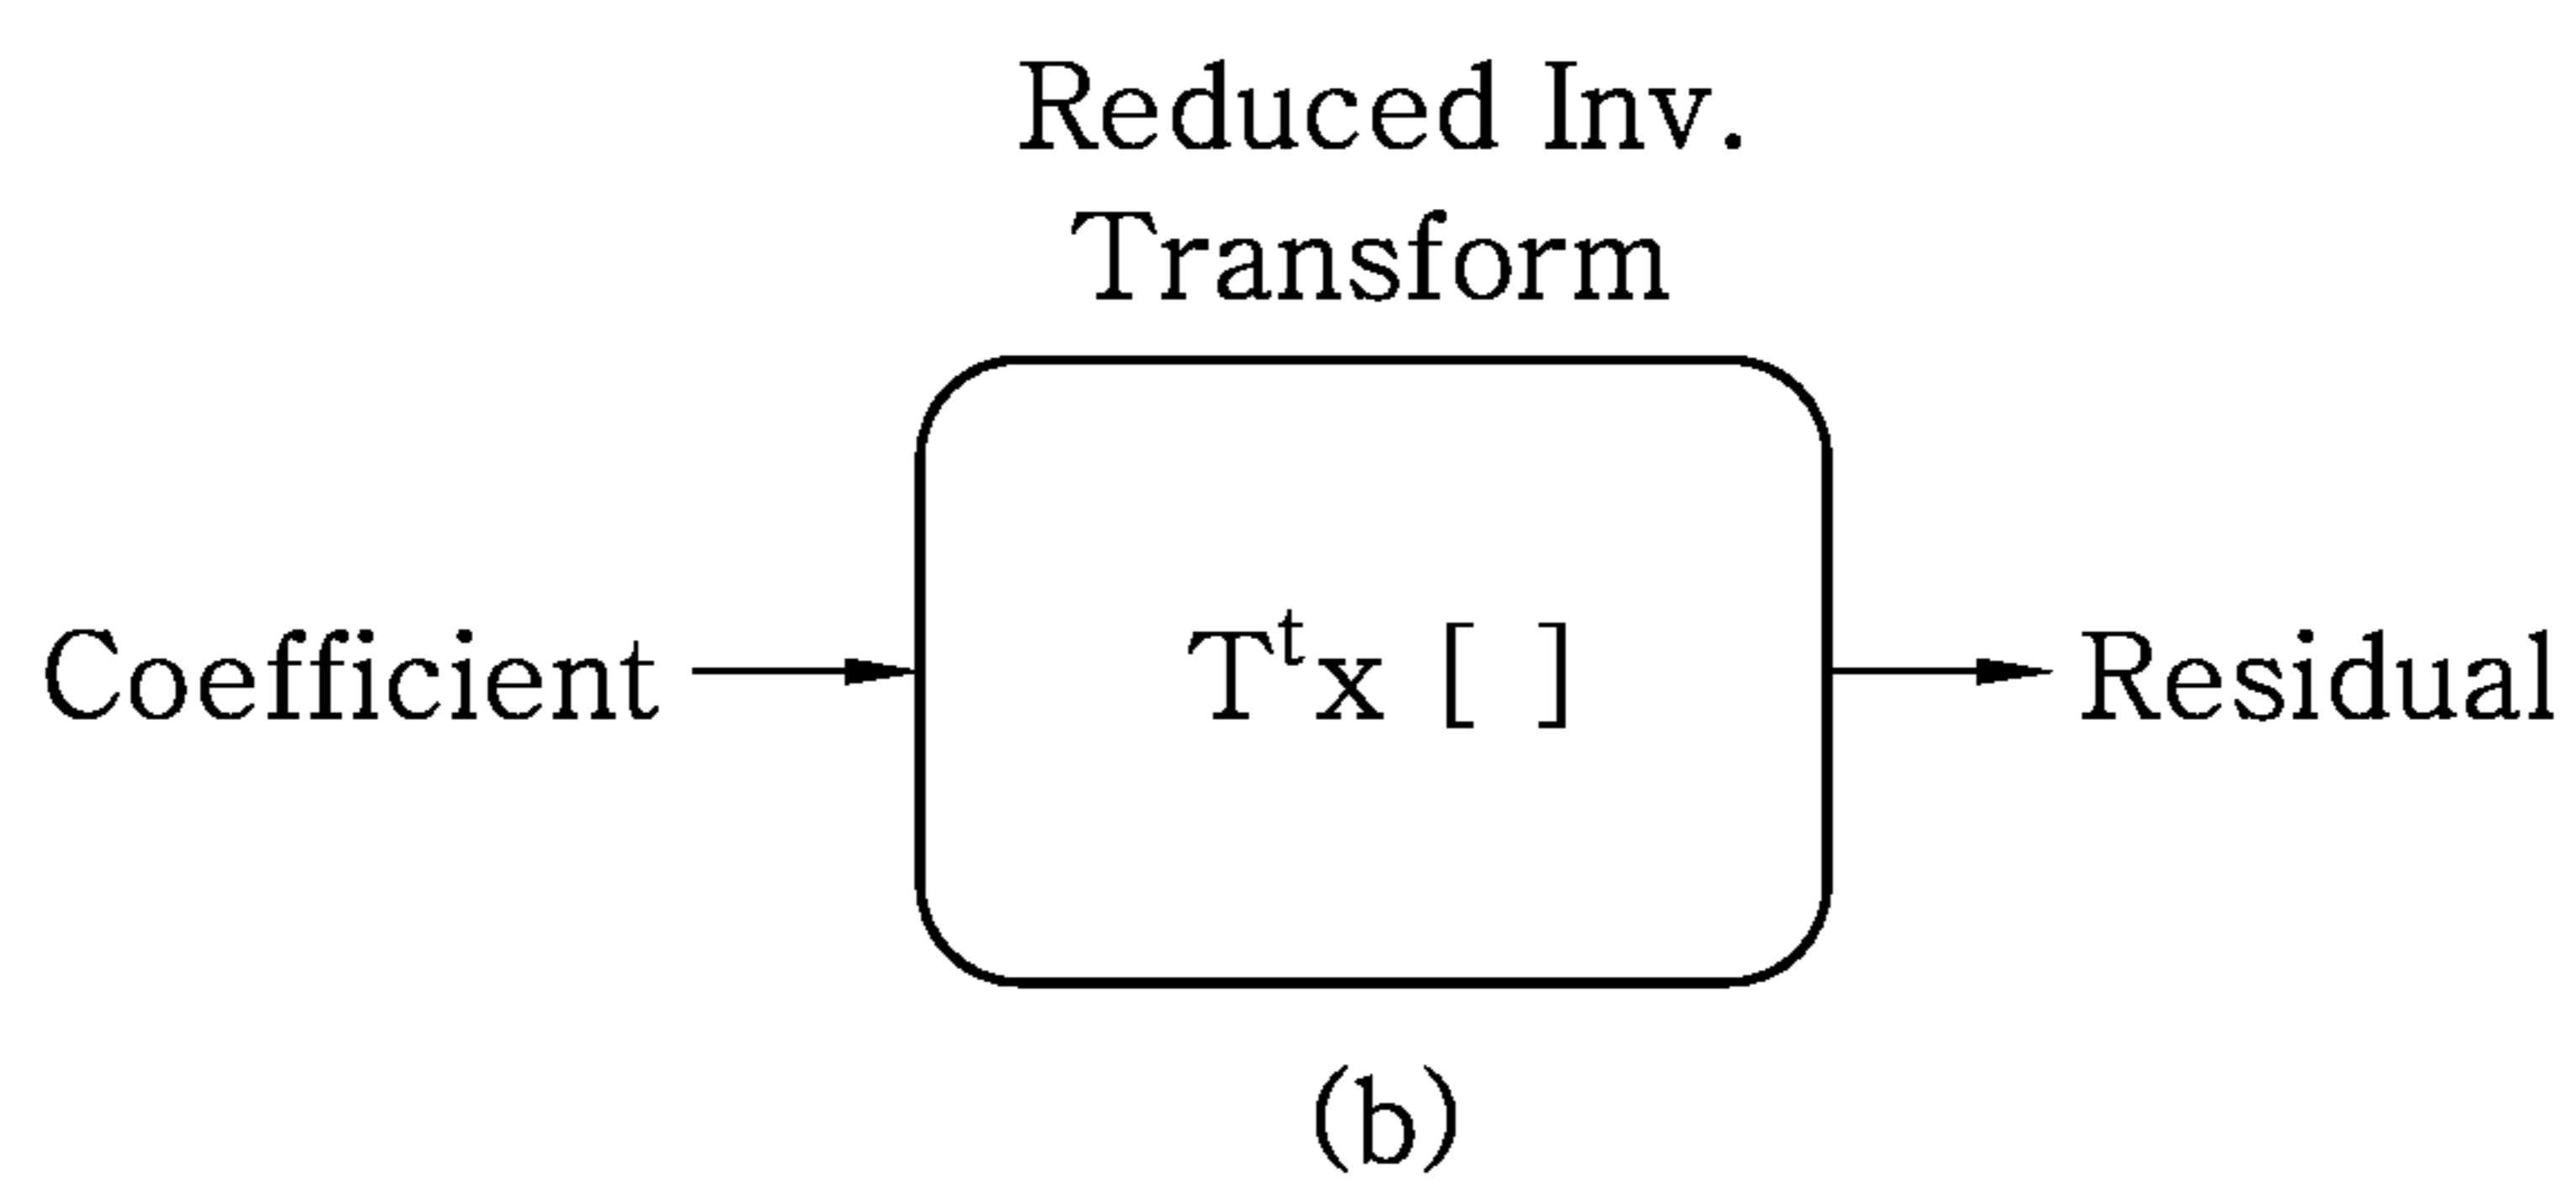 Reduced Inv.
Transform
Coefficient
Tᵗx [ ]
Residual
(b)